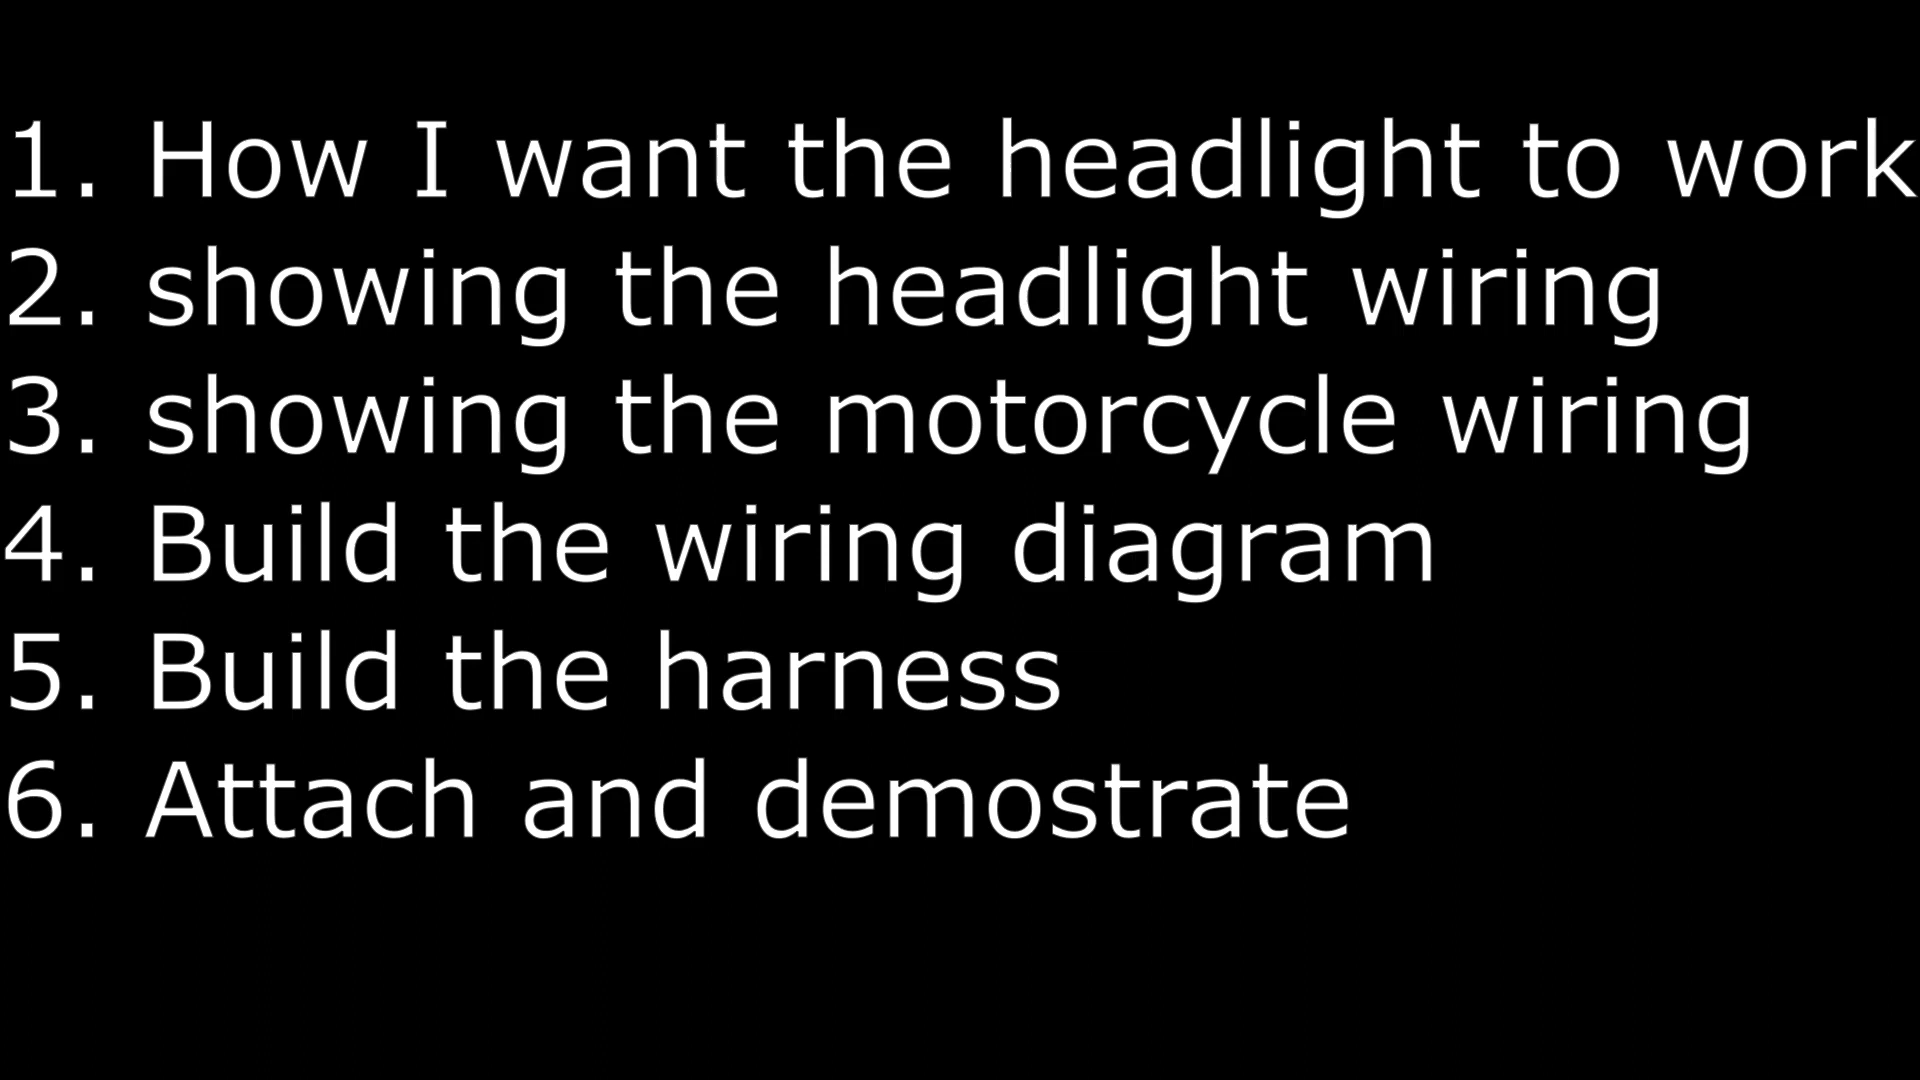 1. How I want the headlight to work
2. showing the headlight wiring
3. showing the motorcycle wiring
4. Build the wiring diagram
5. Build the harness
6. Attach and demostrate